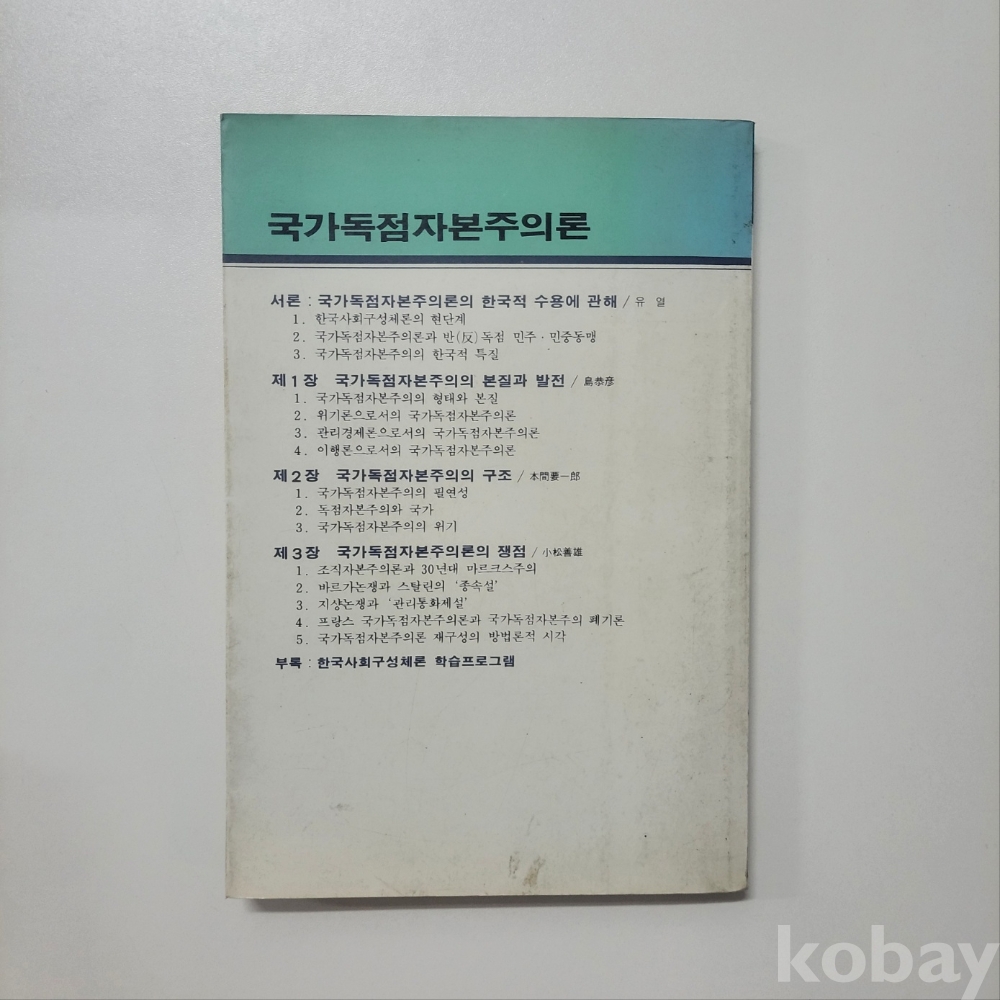 국가독점자본주의론
서론 : 국가독점자본주의론의 한국적 수용에 관해 / 유 열
1. 한국사회구성체론의 현단계
2. 국가독점자본주의론과 반(反)독점 민주·민중동맹
3. 국가독점자본주의의 한국적 특질
제1장 국가독점자본주의의 본질과 발전 / 島恭彦
1. 국가독점자본주의의 형태와 본질
2. 위기론으로서의 국가독점자본주의론
3. 관리경제론으로서의 국가독점자본주의론
4. 이행론으로서의 국가독점자본주의론
제2장 국가독점자본주의의 구조 / 本間要一郎
1. 국가독점자본주의의 필연성
2. 독점자본주의와 국가
3. 국가독점자본주의의 위기
제3장 국가독점자본주의론의 쟁점 / 小松善雄
1. 조직자본주의론과 30년대 마르크스주의
2. 바르가논쟁과 스탈린의 '종속설'
3. 지상논쟁과 '관리통화제설'
4. 프랑스 국가독점자본주의론과 국가독점자본주의 폐기론
5. 국가독점자본주의론 재구성의 방법론적 시각
부록 : 한국사회구성체론 학습프로그램
kobay